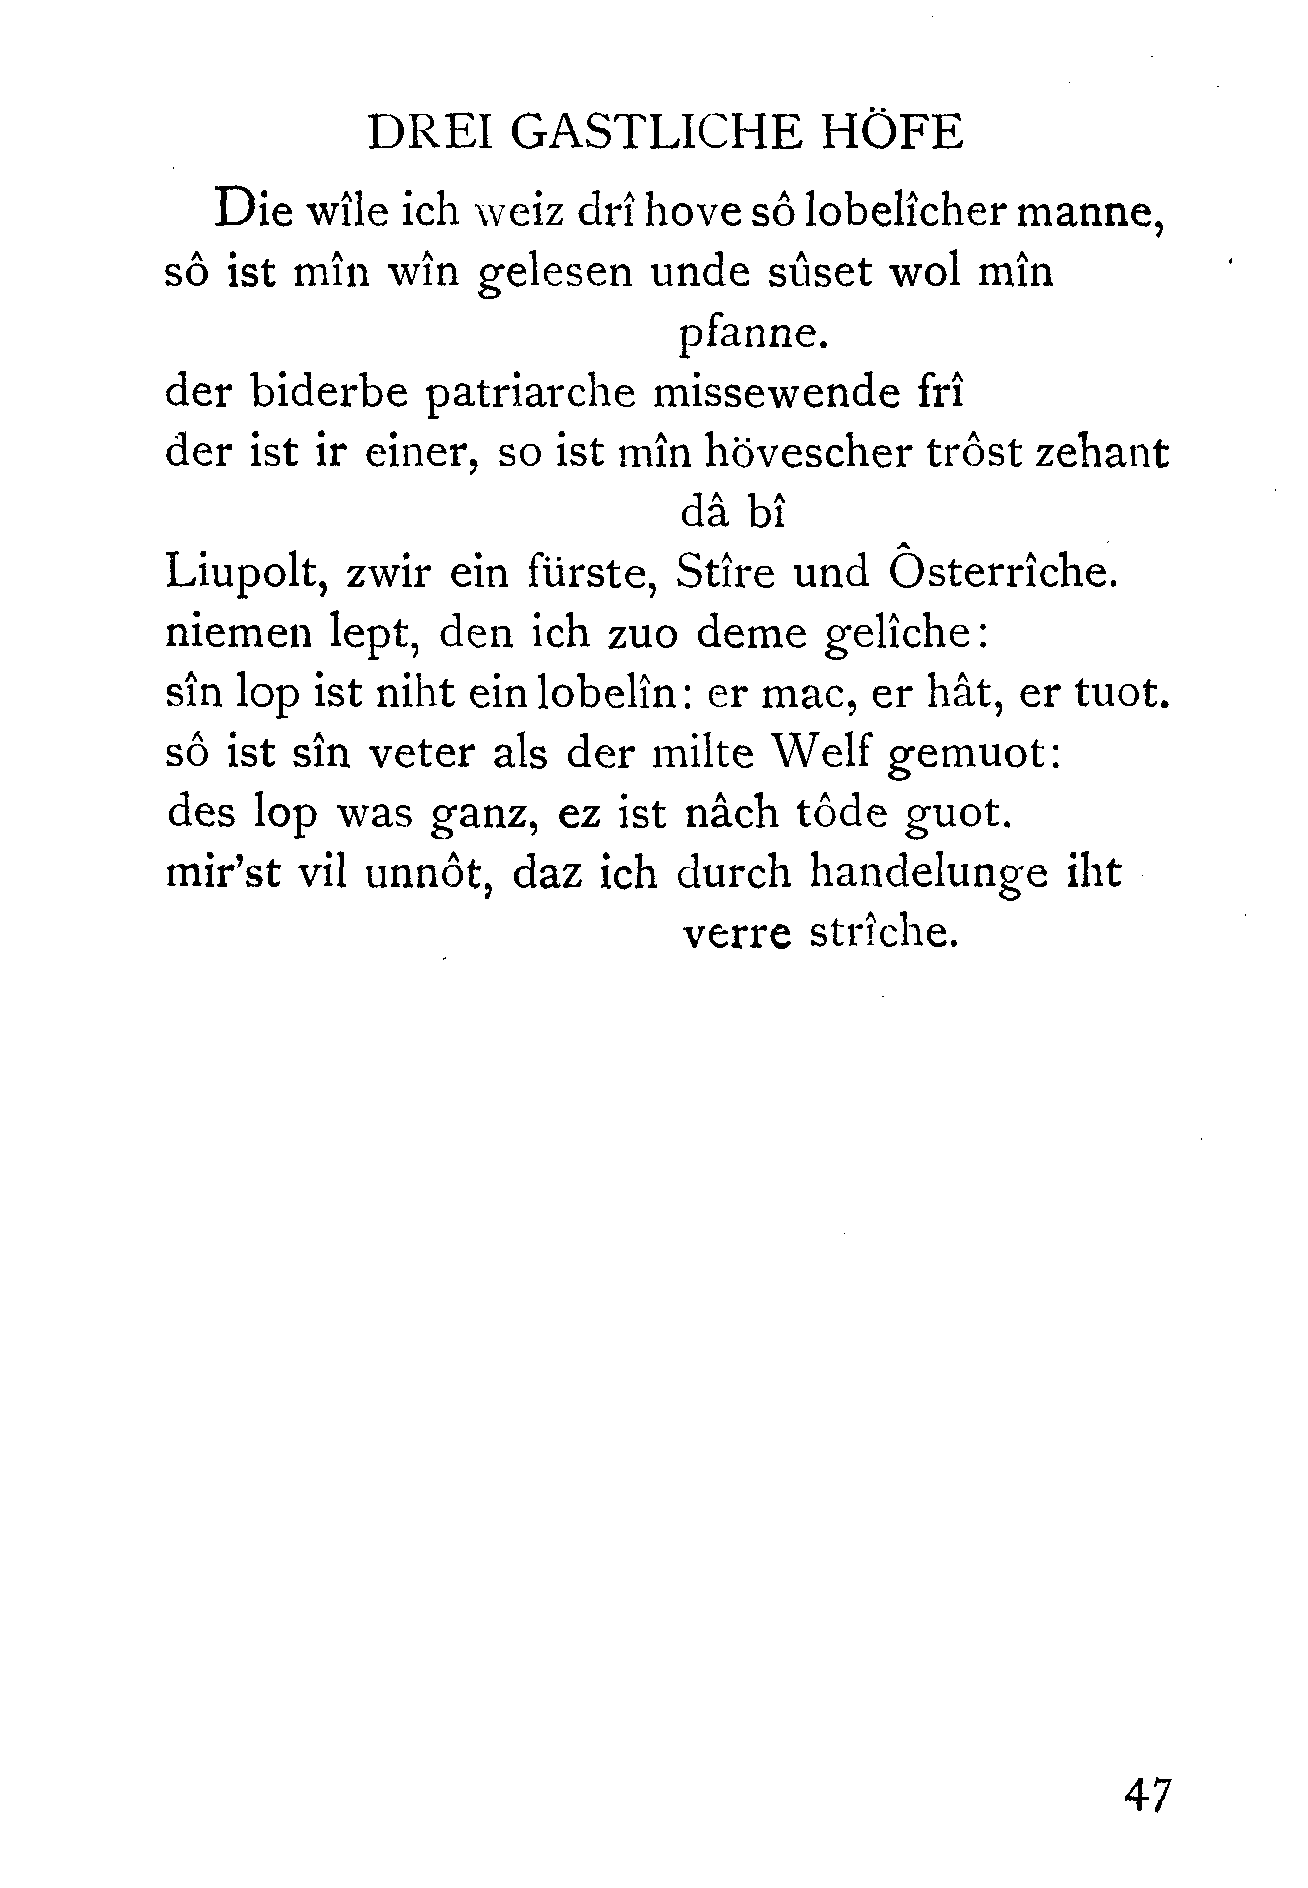 DREI GASTLICHE HÖFE
Die wîle ich weiz drî hove sô lobelîcher manne,
sô ist mîn wîn gelesen unde sûset wol mîn
pfanne.
der biderbe patriarche missewende frî
der ist ir einer, so ist mîn hövescher trôst zehant
dâ bî
Liupolt, zwir ein fürste, Stîre und Ôsterrîche.
niemen lept, den ich zuo deme gelîche:
sîn lop ist niht ein lobelîn: er mac, er hât, er tuot.
sô ist sîn veter als der milte Welf gemuot:
des lop was ganz, ez ist nâch tôde guot.
mir'st vil unnôt, daz ich durch handelunge iht
verre strîche.
47